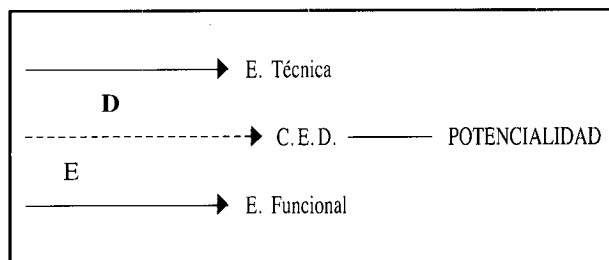 E. Técnica
D
C.E.D. POTENCIALIDAD
E
E. Funcional